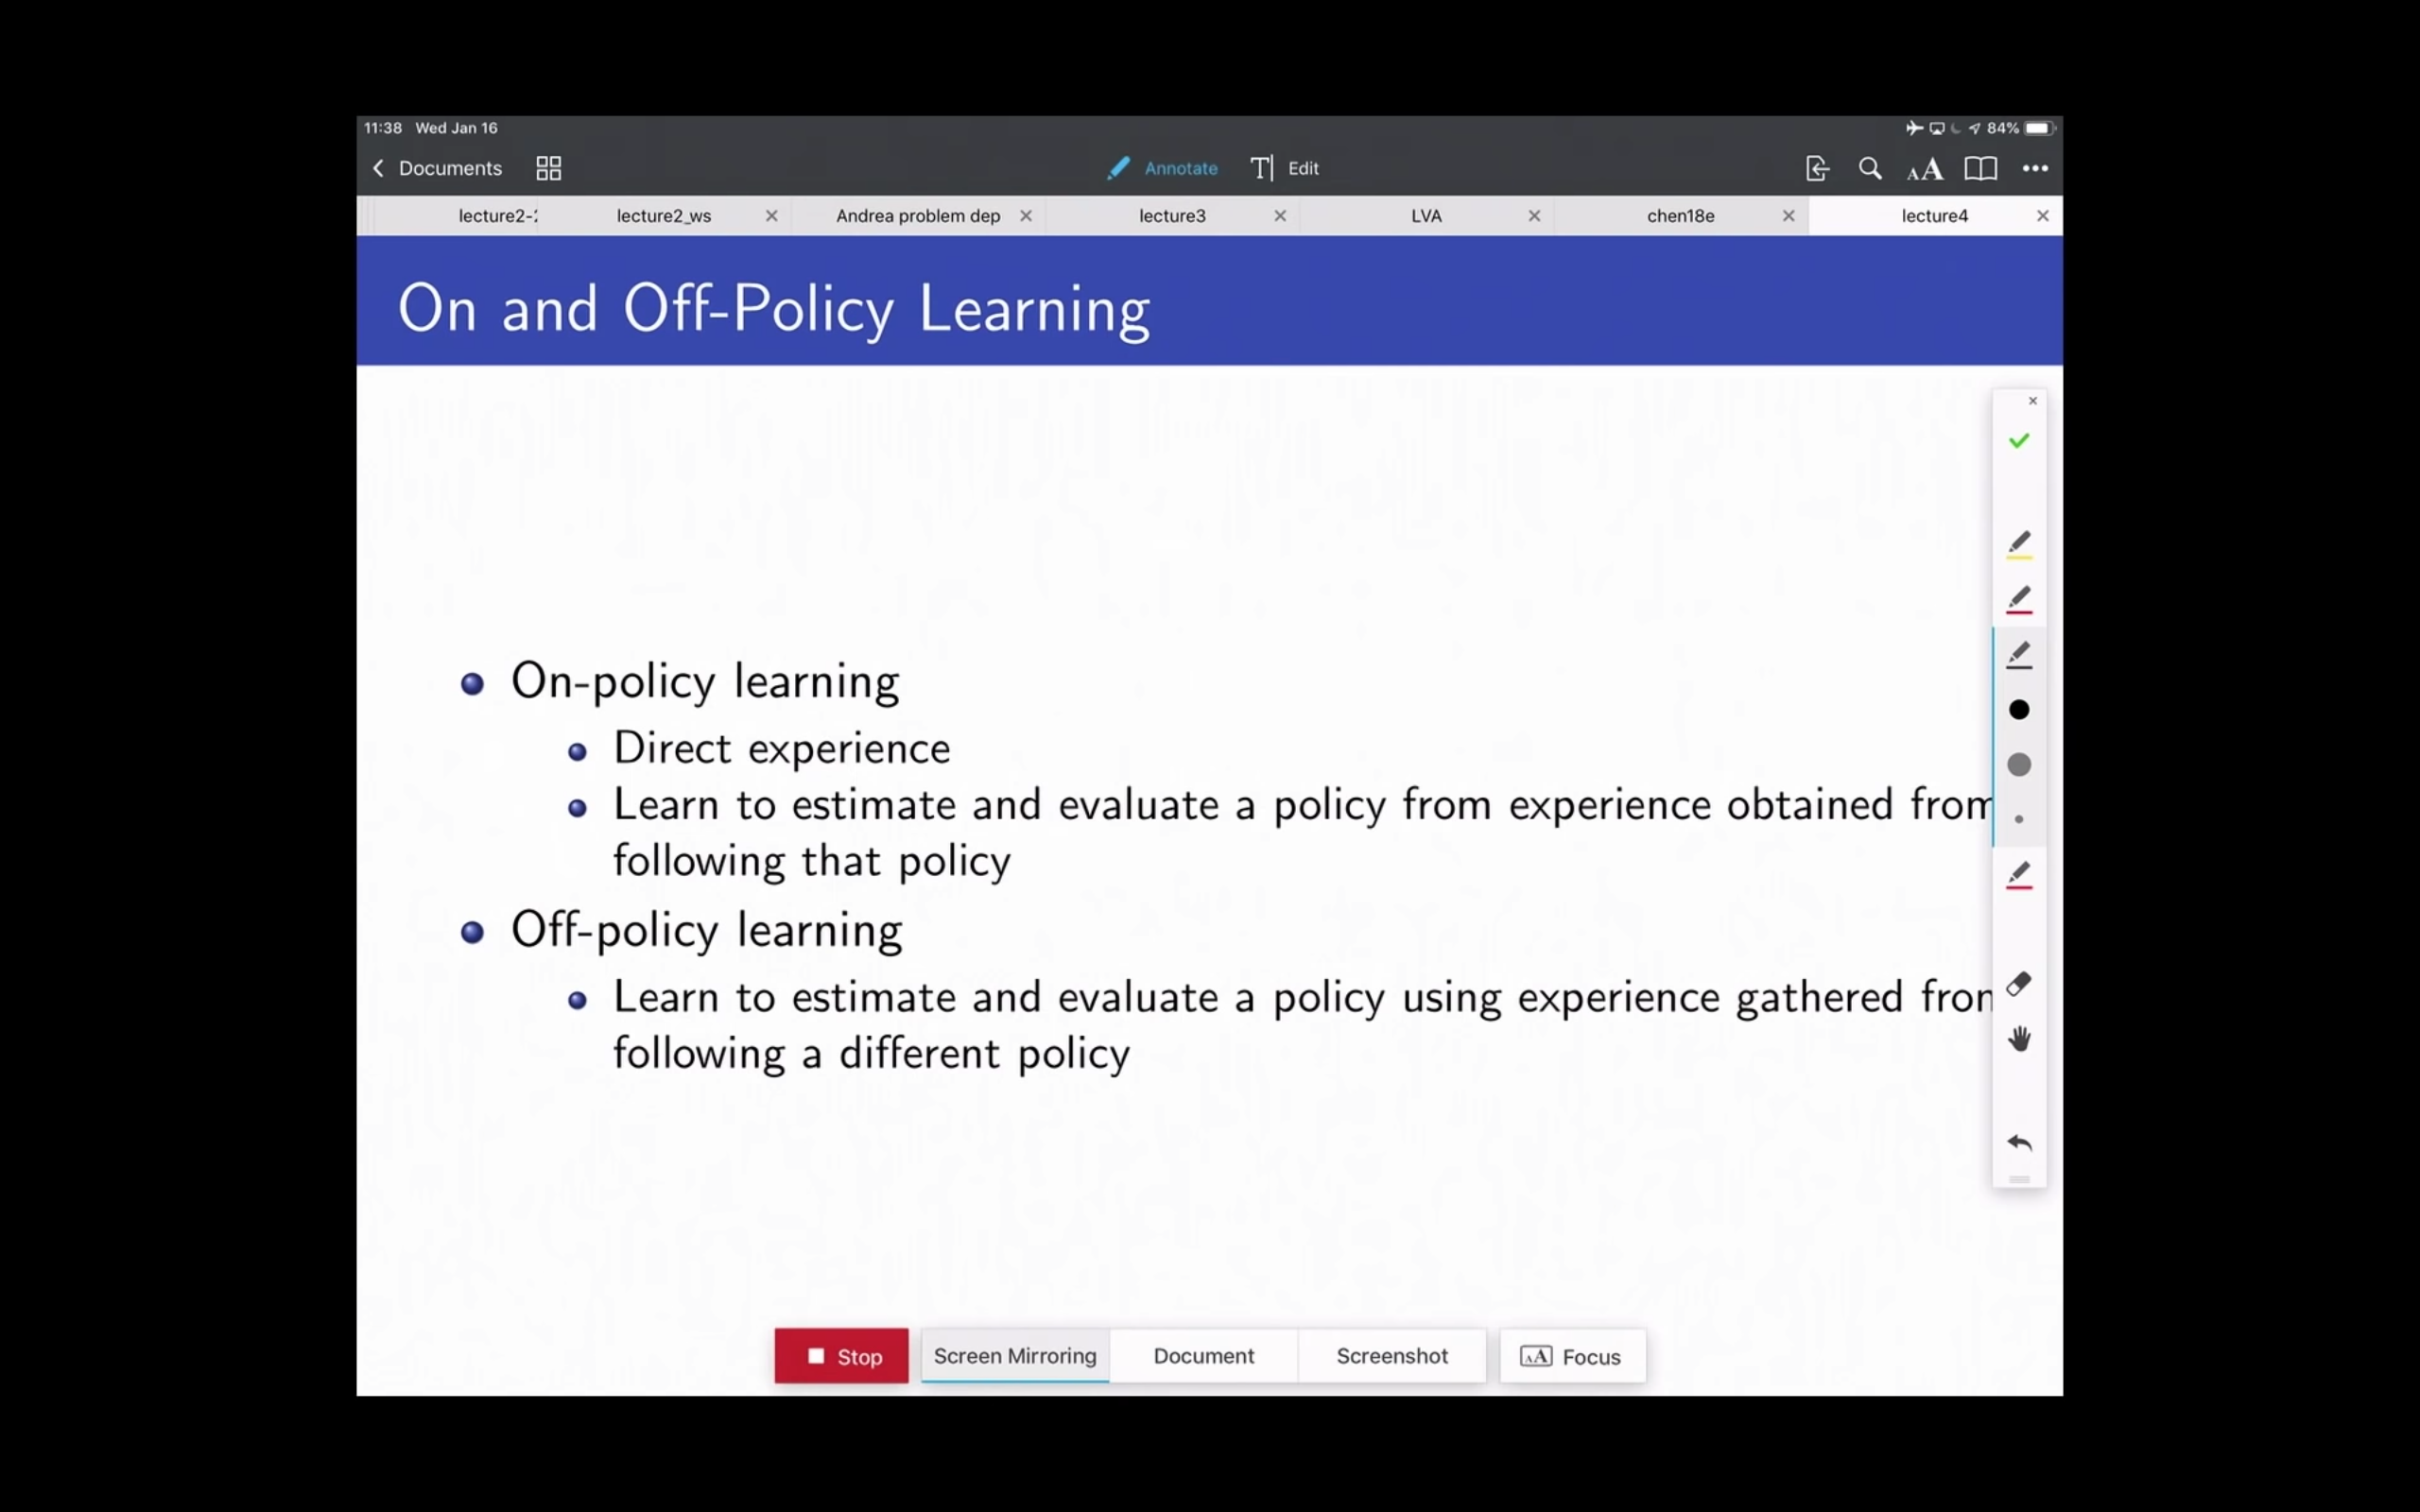 11:38 Wed Jan 16 84%
Documents Annotate Edit AA
lecture2- lecture2_ws Andrea problem dep lecture3 LVA chen18e lecture4
On and Off-Policy Learning
On-policy learning
Direct experience
Learn to estimate and evaluate a policy from experience obtained from
following that policy
Off-policy learning
Learn to estimate and evaluate a policy using experience gathered from
following a different policy
Stop Screen Mirroring Document Screenshot AA Focus